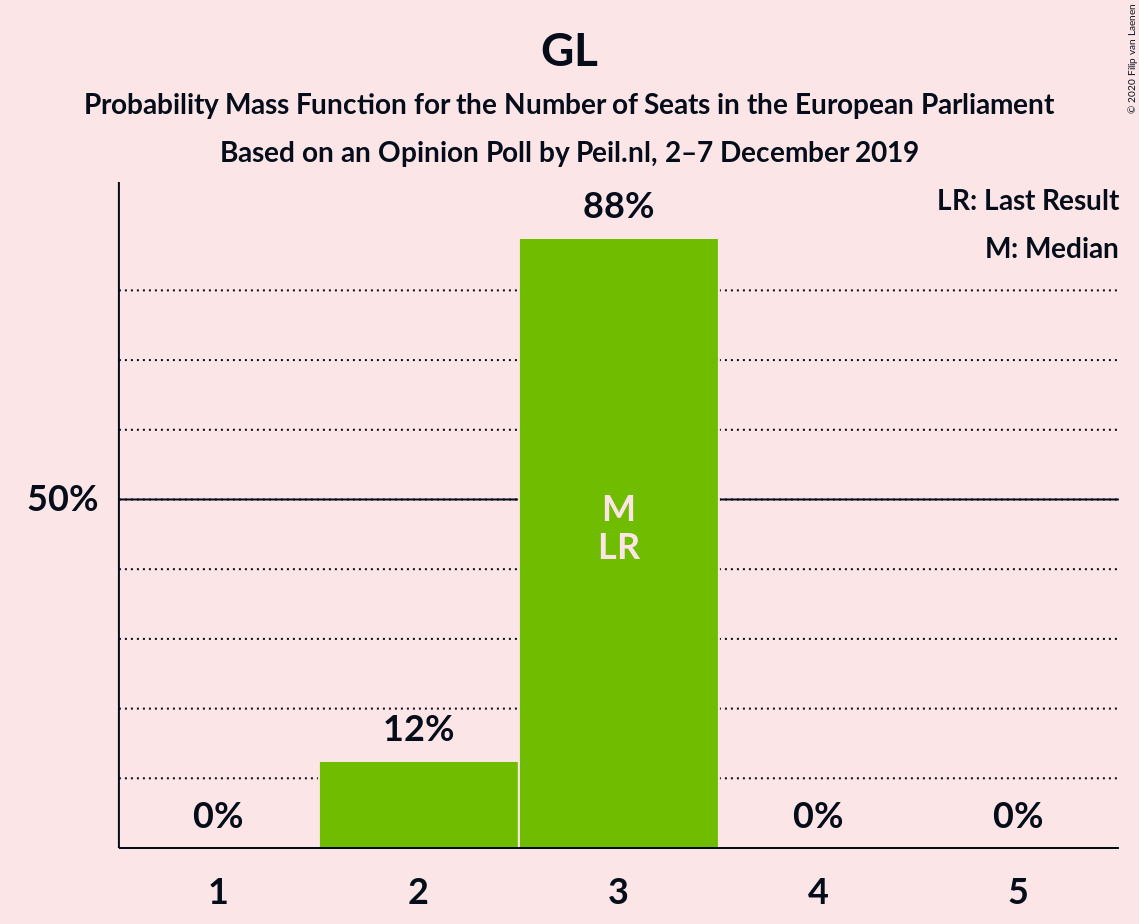 GL
Probability Mass Function for the Number of Seats in the European Parliament
Based on an Opinion Poll by Peil.nl, 2–7 December 2019
© 2020 Filip van Laenen
LR: Last Result
M: Median
88%
50%
M
LR
12%
0%
0%
0%
1
2
3
4
5